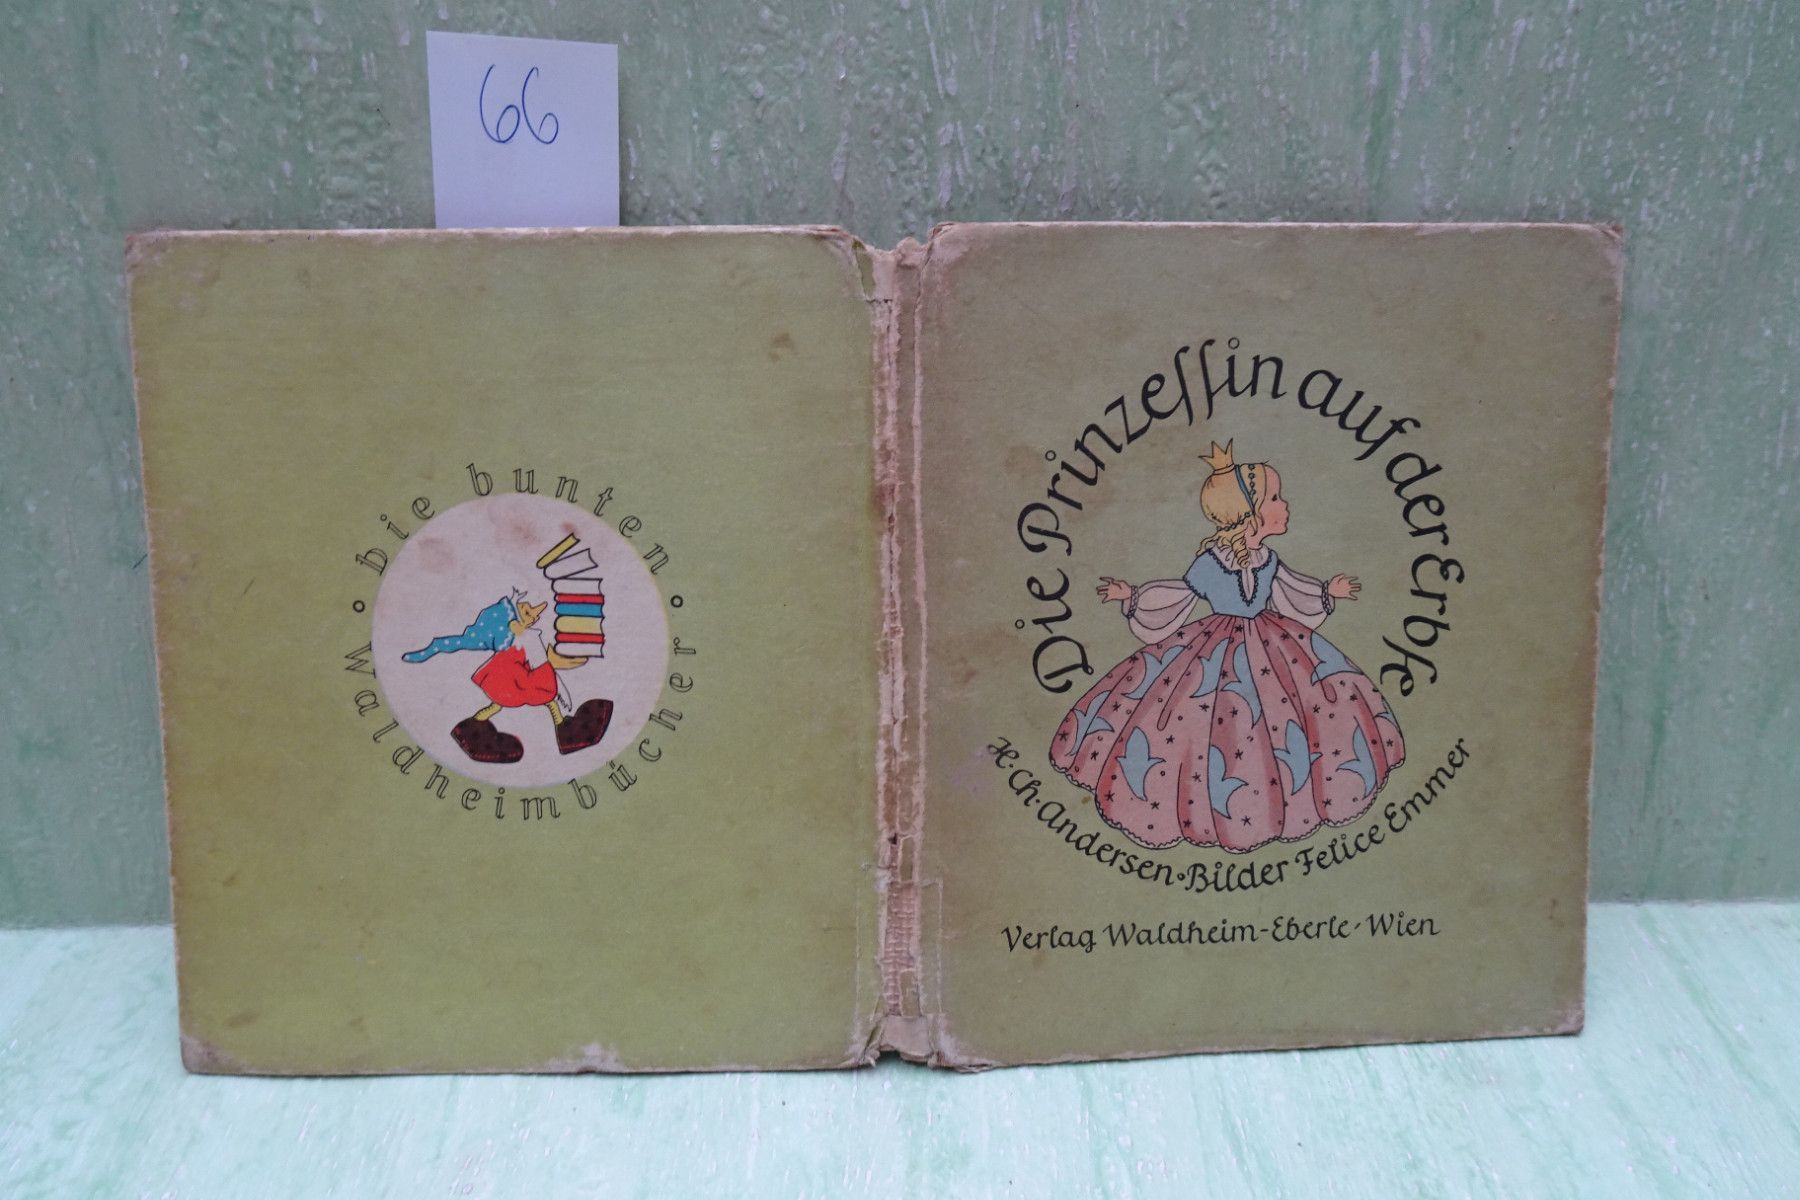 66
die bunten
Waldheimbücher
Die Prinzeſſin auf der Erbſe
H. Ch. Andersen • Bilder Felice Emmer
Verlag Waldheim-Eberle · Wien